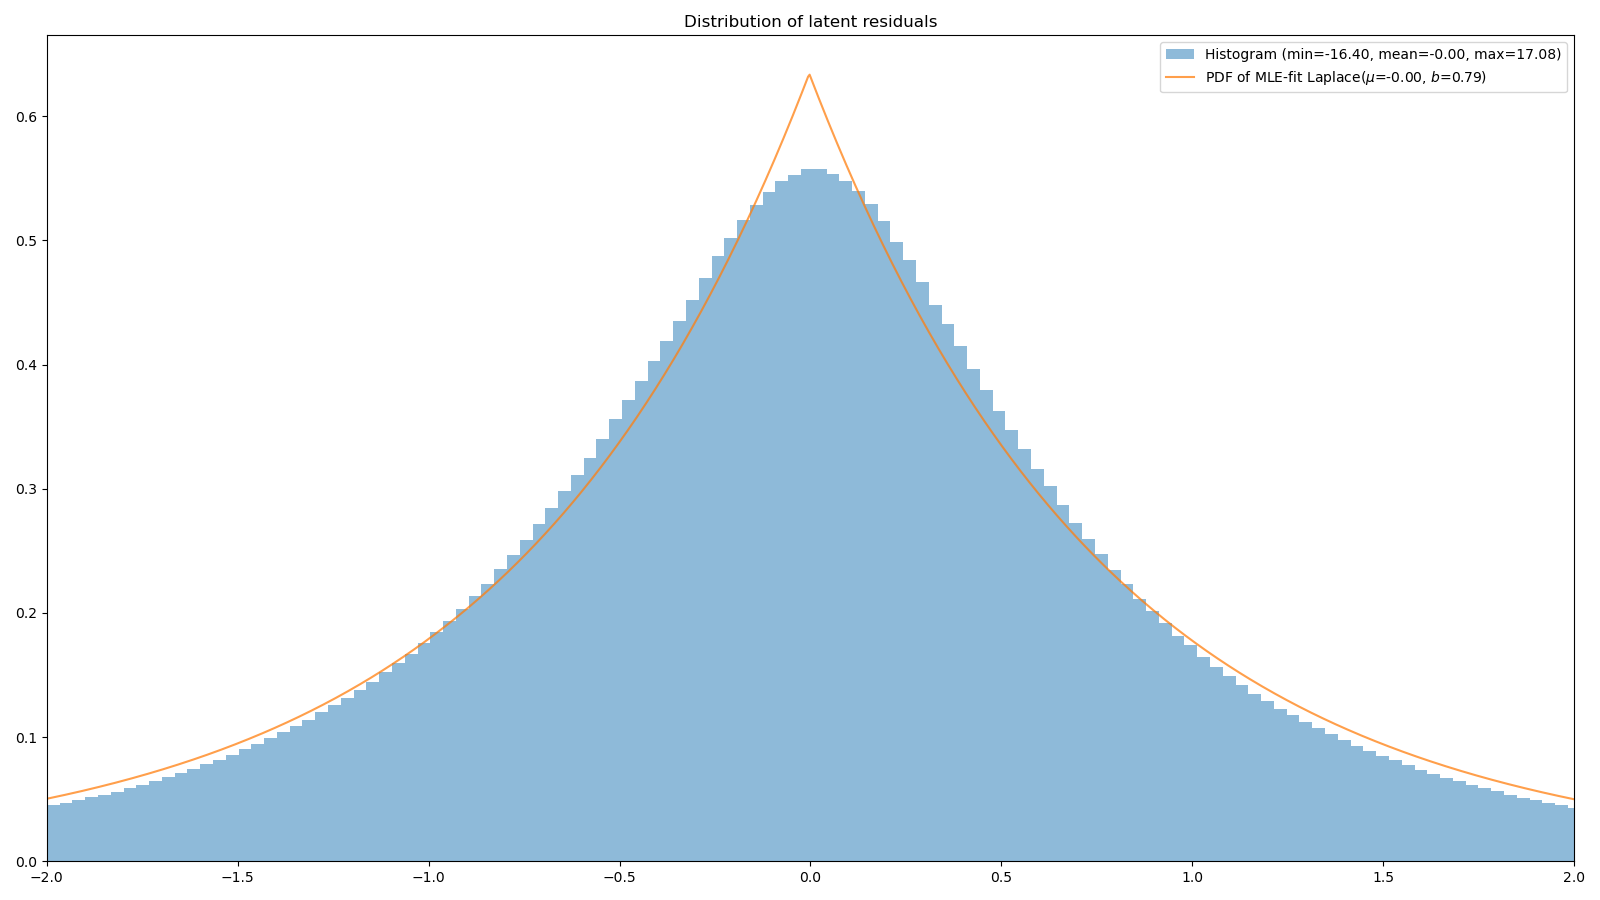 Distribution of latent residuals
Histogram (min=-16.40, mean=-0.00, max=17.08)
PDF of MLE-fit Laplace(μ=-0.00, b=0.79)
0.6
0.5
0.4
0.3
0.2
0.1
0.0
−2.0 −1.5 −1.0 −0.5 0.0 0.5 1.0 1.5 2.0